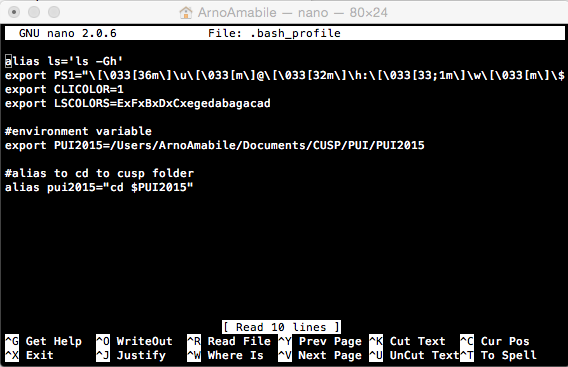 ArnoAmabile — nano — 80×24
GNU nano 2.0.6 File: .bash_profile
alias ls='ls -Gh'
export PS1="\[\033[36m\]\u\[\033[m\]@\[\033[32m\]\h:\[\033[33;1m\]\w\[\033[m\]\$
export CLICOLOR=1
export LSCOLORS=ExFxBxDxCxegedabagacad
#environment variable
export PUI2015=/Users/ArnoAmabile/Documents/CUSP/PUI/PUI2015
#alias to cd to cusp folder
alias pui2015="cd $PUI2015"
[ Read 10 lines ]
^G Get Help ^O WriteOut ^R Read File ^Y Prev Page ^K Cut Text ^C Cur Pos
^X Exit ^J Justify ^W Where Is ^V Next Page ^U UnCut Text ^T To Spell